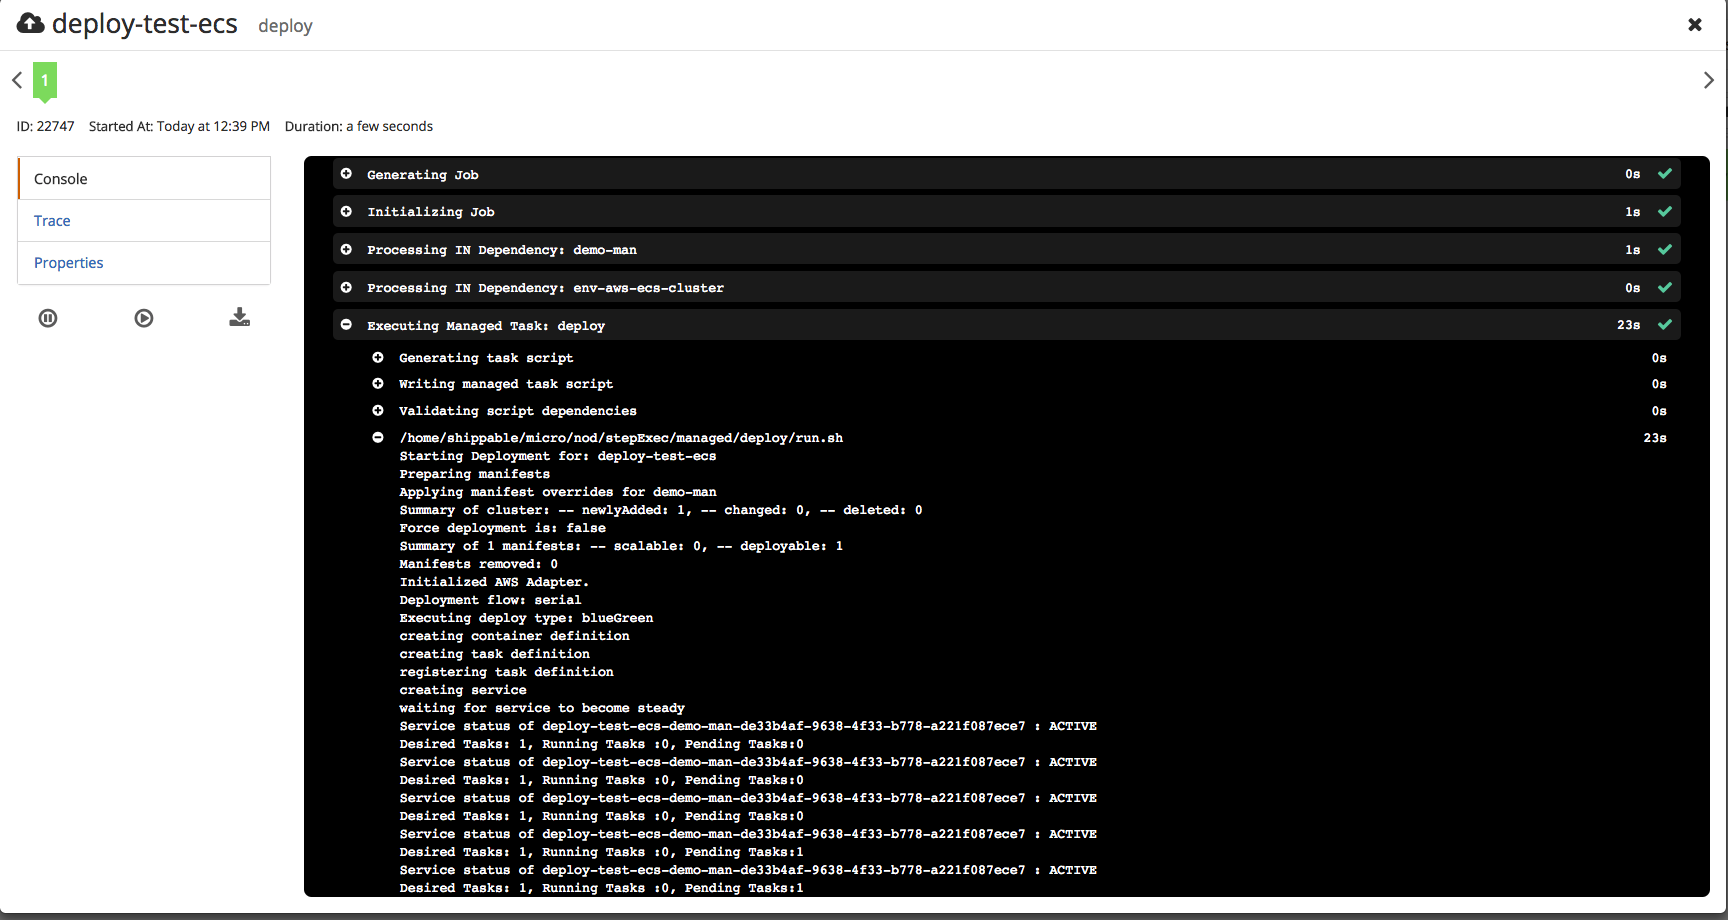 deploy-test-ecs deploy
1
ID: 22747 Started At: Today at 12:39 PM Duration: a few seconds
Console
Trace
Properties
Generating Job 0s
Initializing Job 1s
Processing IN Dependency: demo-man 1s
Processing IN Dependency: env-aws-ecs-cluster 0s
Executing Managed Task: deploy 23s
Generating task script 0s
Writing managed task script 0s
Validating script dependencies 0s
/home/shippable/micro/nod/stepExec/managed/deploy/run.sh 23s
Starting Deployment for: deploy-test-ecs
Preparing manifests
Applying manifest overrides for demo-man
Summary of cluster: -- newlyAdded: 1, -- changed: 0, -- deleted: 0
Force deployment is: false
Summary of 1 manifests: -- scalable: 0, -- deployable: 1
Manifests removed: 0
Initialized AWS Adapter.
Deployment flow: serial
Executing deploy type: blueGreen
creating container definition
creating task definition
registering task definition
creating service
waiting for service to become steady
Service status of deploy-test-ecs-demo-man-de33b4af-9638-4f33-b778-a221f087ece7 : ACTIVE
Desired Tasks: 1, Running Tasks :0, Pending Tasks:0
Service status of deploy-test-ecs-demo-man-de33b4af-9638-4f33-b778-a221f087ece7 : ACTIVE
Desired Tasks: 1, Running Tasks :0, Pending Tasks:0
Service status of deploy-test-ecs-demo-man-de33b4af-9638-4f33-b778-a221f087ece7 : ACTIVE
Desired Tasks: 1, Running Tasks :0, Pending Tasks:0
Service status of deploy-test-ecs-demo-man-de33b4af-9638-4f33-b778-a221f087ece7 : ACTIVE
Desired Tasks: 1, Running Tasks :0, Pending Tasks:1
Service status of deploy-test-ecs-demo-man-de33b4af-9638-4f33-b778-a221f087ece7 : ACTIVE
Desired Tasks: 1, Running Tasks :0, Pending Tasks:1